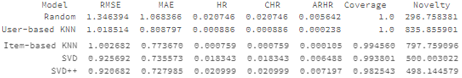 Model RMSE MAE HR CHR ARHR Coverage Novelty
Random 1.346394 1.068366 0.020746 0.020746 0.005642 1.0 296.758381
User-based KNN 1.018514 0.808797 0.000886 0.000886 0.000238 1.0 835.855901
Item-based KNN 1.002682 0.773670 0.000759 0.000759 0.000105 0.994560 797.759096
SVD 0.925692 0.735573 0.018343 0.018343 0.006488 0.993801 500.003022
SVD++ 0.920682 0.727985 0.020999 0.020999 0.007197 0.982543 498.144579